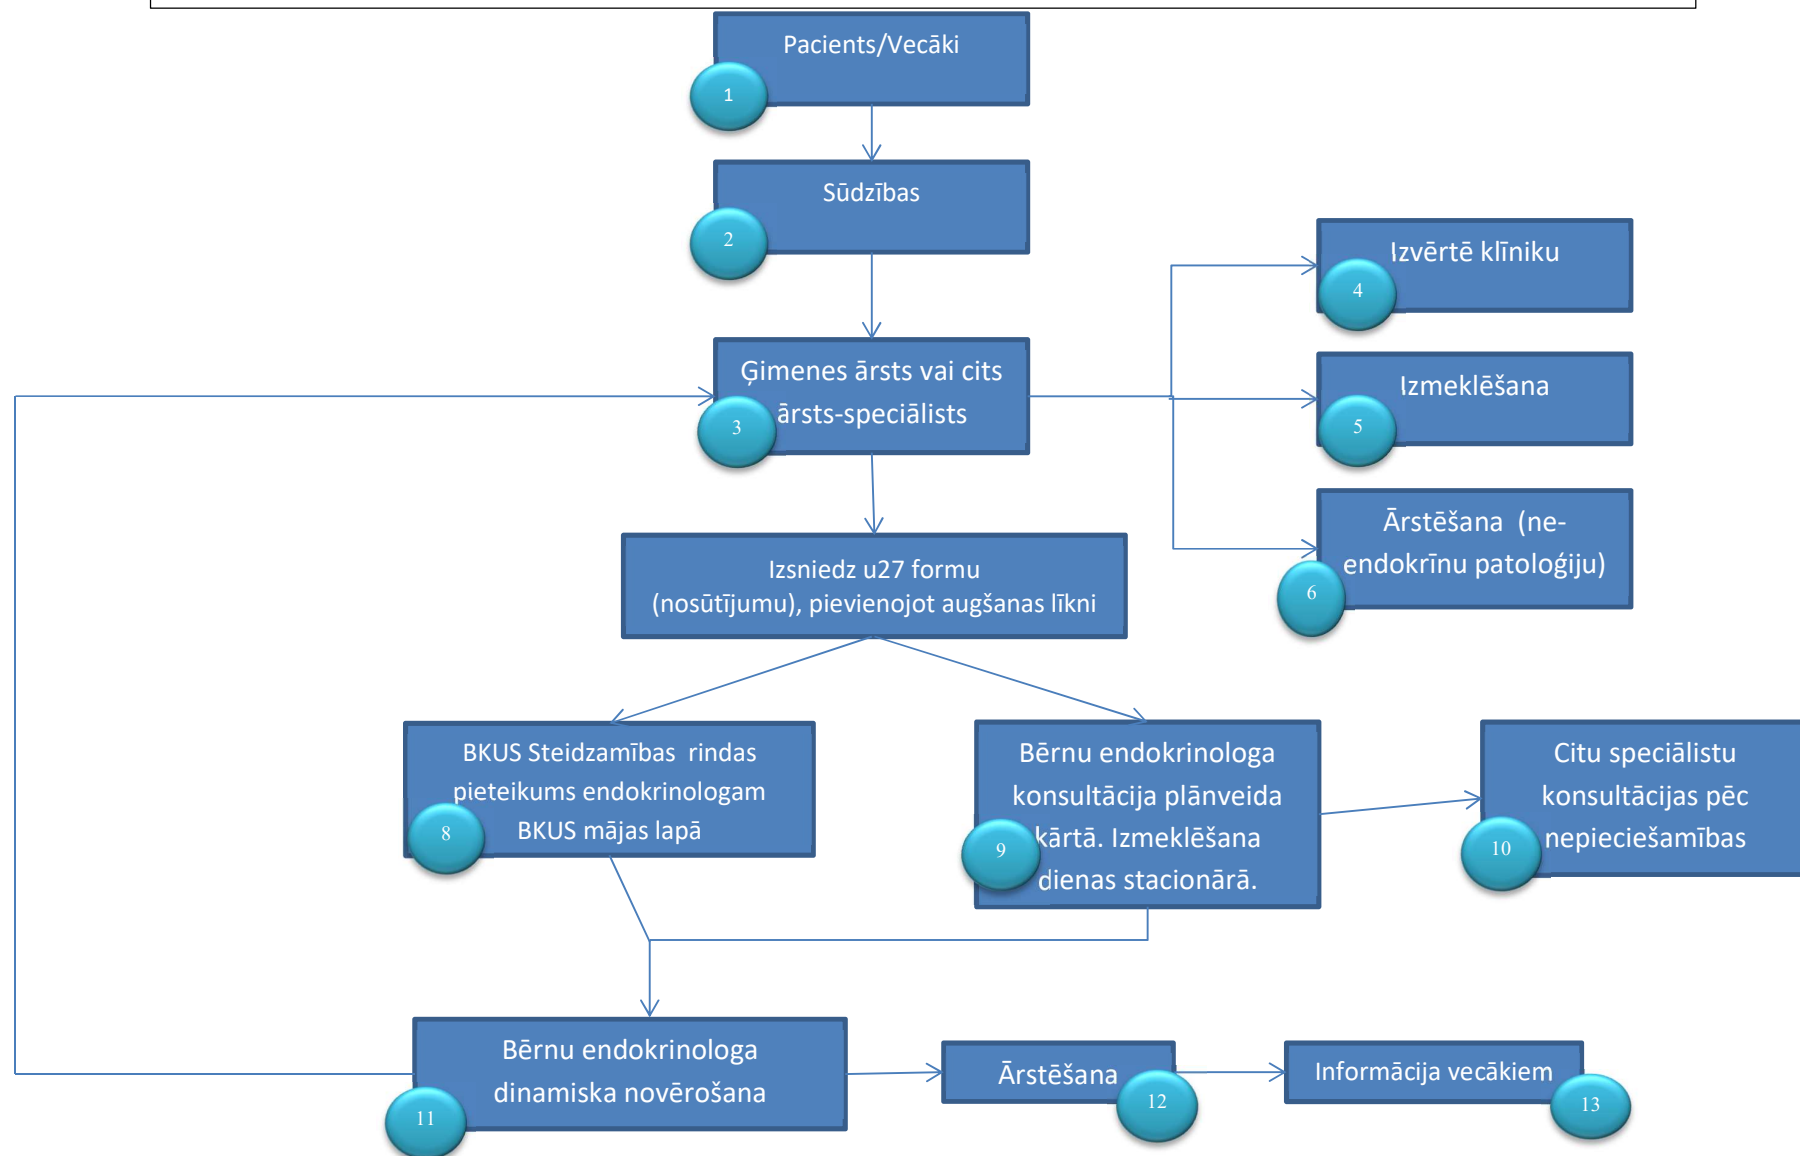 Pacients/Vecāki
1
Sūdzības
2
Ģimenes ārsts vai cits
ārsts-speciālists
3
Izvērtē klīniku
4
Izmeklēšana
5
Ārstēšana (ne-
endokrīnu patoloģiju)
6
Izsniedz u27 formu
(nosūtījumu), pievienojot augšanas līkni
BKUS Steidzamības rindas
pieteikums endokrinologam
BKUS mājas lapā
8
Bērnu endokrinologa
konsultācija plānveida
kārtā. Izmeklēšana
dienas stacionārā.
9
Citu speciālistu
konsultācijas pēc
nepieciešamības
10
Bērnu endokrinologa
dinamiska novērošana
11
Ārstēšana
12
Informācija vecākiem
13